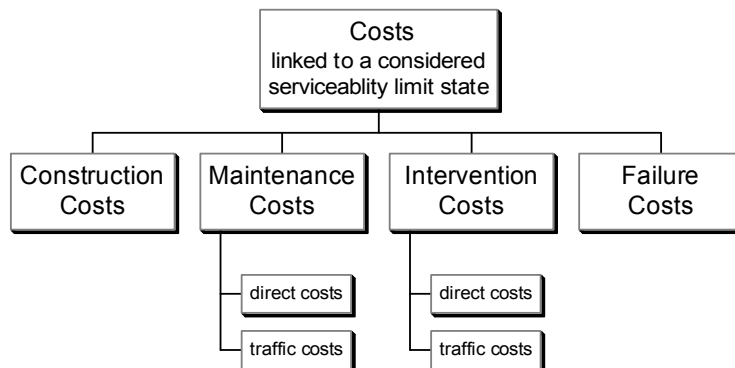 Costs
linked to a considered
serviceablity limit state
Construction
Costs
Maintenance
Costs
Intervention
Costs
Failure
Costs
direct costs
traffic costs
direct costs
traffic costs